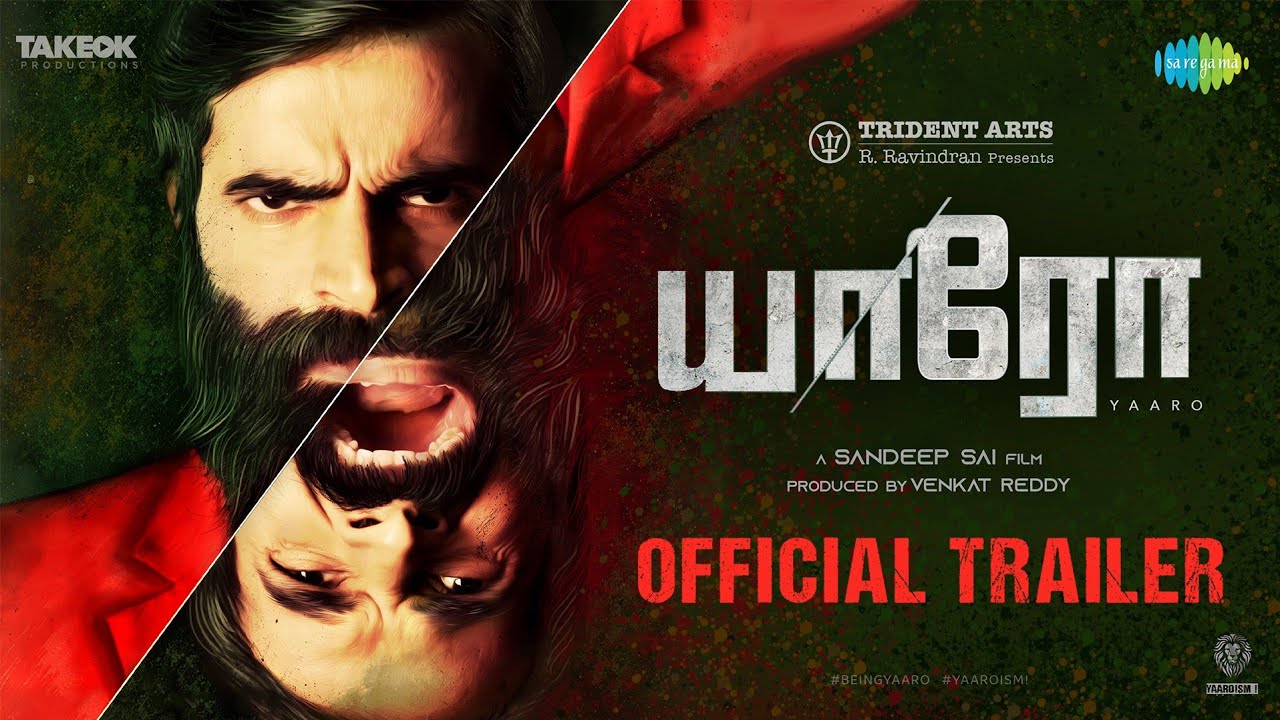 TAKEOK
PRODUCTIONS
sa re ga ma
TRIDENT ARTS
R. Ravindran Presents
யாரோ
YAARO
A SANDEEP SAI FILM
PRODUCED BY VENKAT REDDY
OFFICIAL TRAILER
#BEINGYAARO #YAAROISM!
YAAROISM !